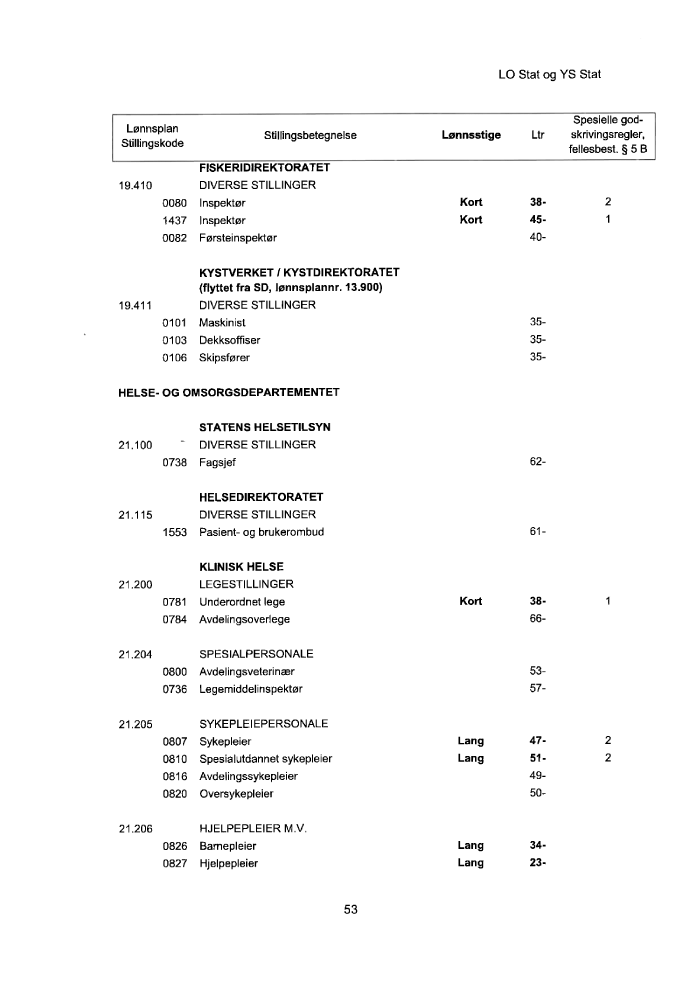 LO Stat og YS Stat
Lønnsplan Stillingskode Stillingsbetegnelse Lønnsstige Ltr Spesielle god-
skrivingsregler,
fellesbest. § 5 B
FISKERIDIREKTORATET
19.410 DIVERSE STILLINGER
0080 Inspektør Kort 38- 2
1437 Inspektør Kort 45- 1
0082 Førsteinspektør 40-
KYSTVERKET / KYSTDIREKTORATET
(flyttet fra SD, lønnsplannr. 13.900)
19.411 DIVERSE STILLINGER
0101 Maskinist 35-
0103 Dekksoffiser 35-
0106 Skipsfører 35-
HELSE- OG OMSORGSDEPARTEMENTET
STATENS HELSETILSYN
21.100 DIVERSE STILLINGER
0738 Fagsjef 62-
HELSEDIREKTORATET
21.115 DIVERSE STILLINGER
1553 Pasient- og brukerombud 61-
KLINISK HELSE
21.200 LEGESTILLINGER
0781 Underordnet lege Kort 38- 1
0784 Avdelingsoverlege 66-
21.204 SPESIALPERSONALE
0800 Avdelingsveterinær 53-
0736 Legemiddelinspektør 57-
21.205 SYKEPLEIEPERSONALE
0807 Sykepleier Lang 47- 2
0810 Spesialutdannet sykepleier Lang 51- 2
0816 Avdelingssykepleier 49-
0820 Oversykepleier 50-
21.206 HJELPEPLEIER M.V.
0826 Barnepleier Lang 34-
0827 Hjelpepleier Lang 23-
53